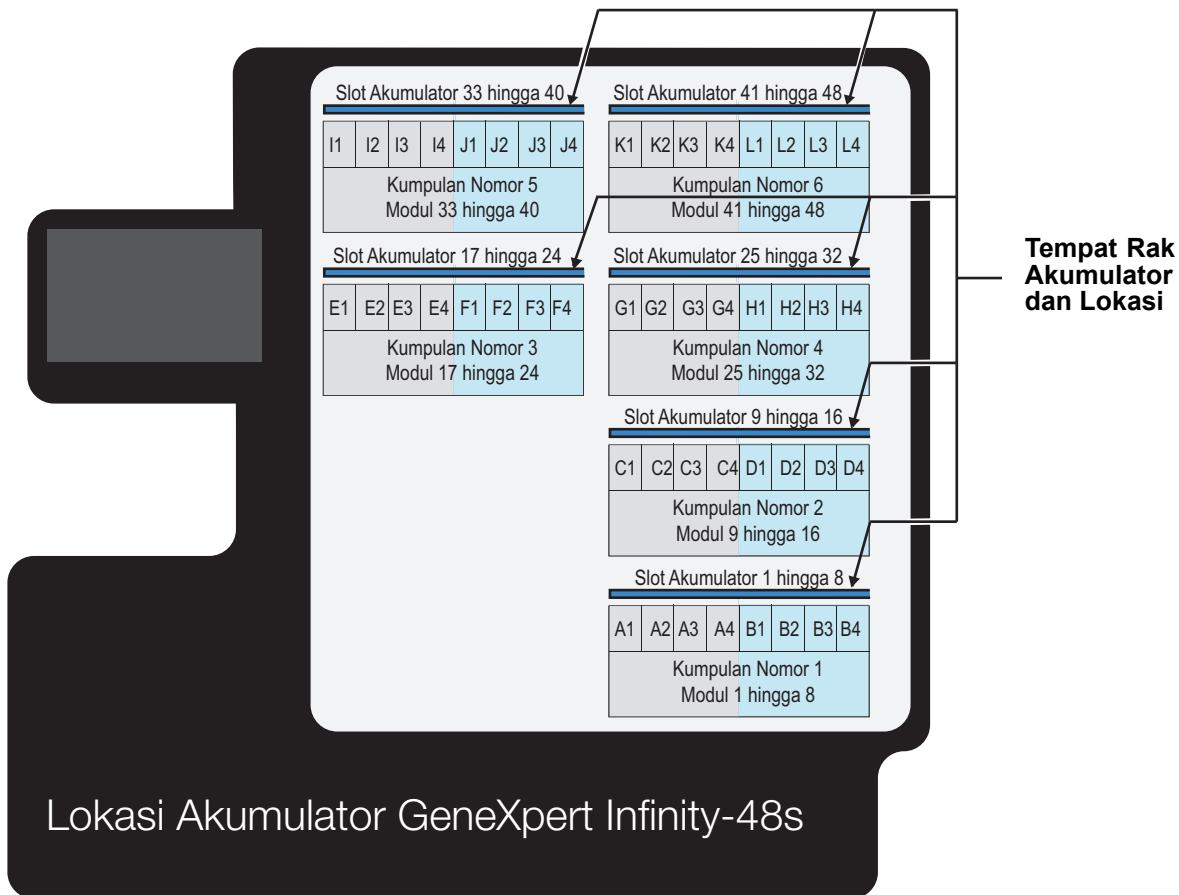 Slot Akumulator 33 hingga 40
I1 I2 I3 I4 J1 J2 J3 J4
Kumpulan Nomor 5
Modul 33 hingga 40
Slot Akumulator 41 hingga 48
K1 K2 K3 K4 L1 L2 L3 L4
Kumpulan Nomor 6
Modul 41 hingga 48
Slot Akumulator 17 hingga 24
E1 E2 E3 E4 F1 F2 F3 F4
Kumpulan Nomor 3
Modul 17 hingga 24
Slot Akumulator 25 hingga 32
G1 G2 G3 G4 H1 H2 H3 H4
Kumpulan Nomor 4
Modul 25 hingga 32
Tempat Rak
Akumulator
dan Lokasi
Slot Akumulator 9 hingga 16
C1 C2 C3 C4 D1 D2 D3 D4
Kumpulan Nomor 2
Modul 9 hingga 16
Slot Akumulator 1 hingga 8
A1 A2 A3 A4 B1 B2 B3 B4
Kumpulan Nomor 1
Modul 1 hingga 8
Lokasi Akumulator GeneXpert Infinity-48s